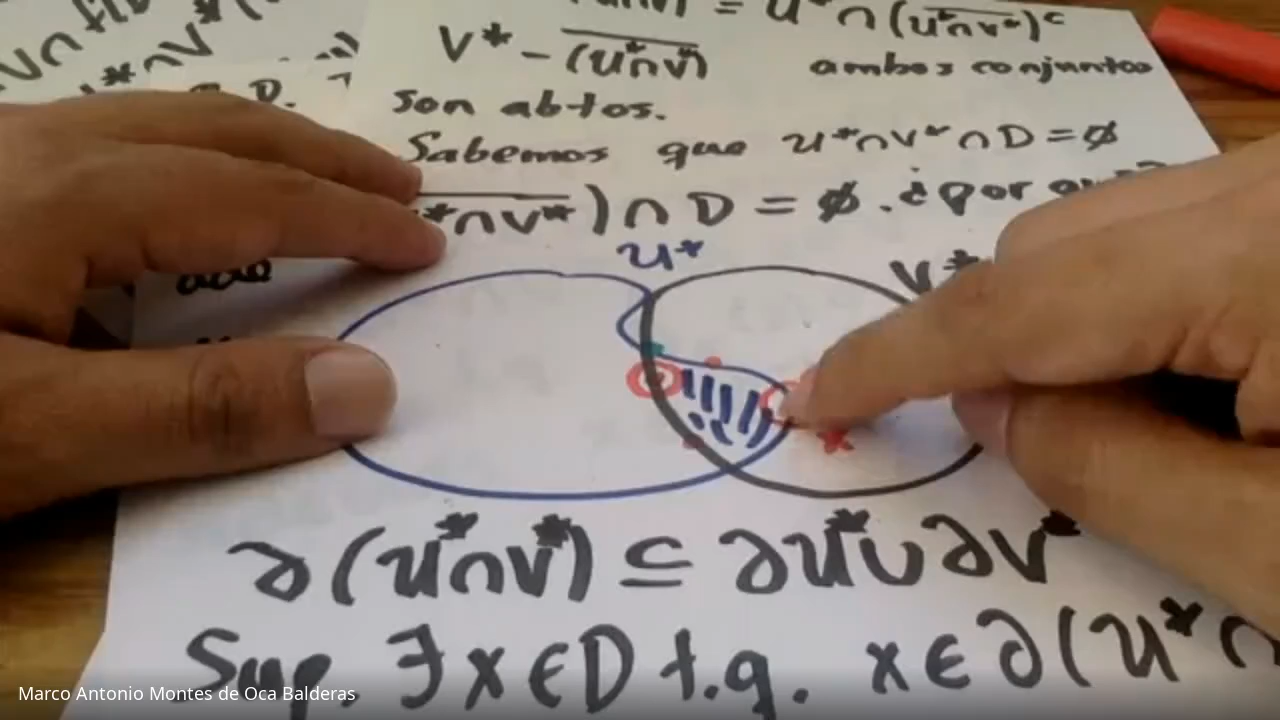 = U* ∩ (U*∩V*)ᶜ
V* - (U*∩V*) ambos conjuntos
son abtos.
Sabemos que U*∩V*∩D=∅
*∩V*)∩D = ∅. ¿por
U*
V*
∂(U*∩V*) ⊆ ∂U*∪∂V*
Sup. ∃x∈D t.q. x∈∂(U*∩
Marco Antonio Montes de Oca Balderas